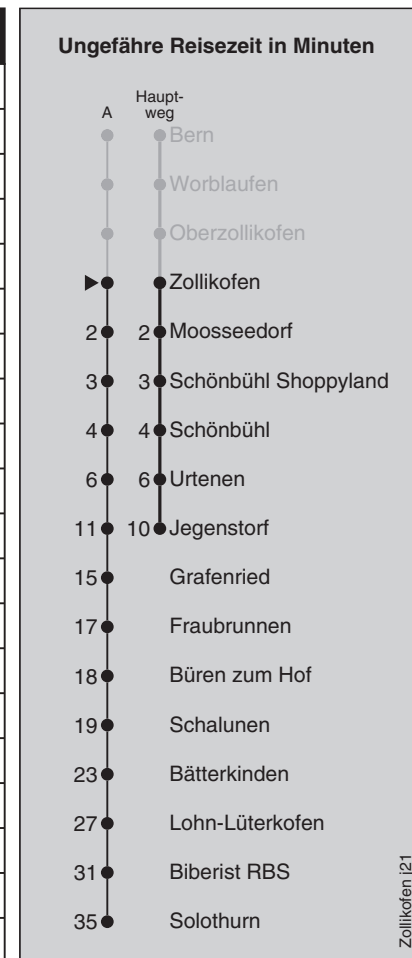 Ungefähre Reisezeit in Minuten
A Haupt-
weg
Bern
Worblaufen
Oberzollikofen
Zollikofen
2 2 Moosseedorf
3 3 Schönbühl Shoppyland
4 4 Schönbühl
6 6 Urtenen
11 10 Jegenstorf
15 Grafenried
17 Fraubrunnen
18 Büren zum Hof
19 Schalunen
23 Bätterkinden
27 Lohn-Lüterkofen
31 Biberist RBS
35 Solothurn
Zollikofen i21